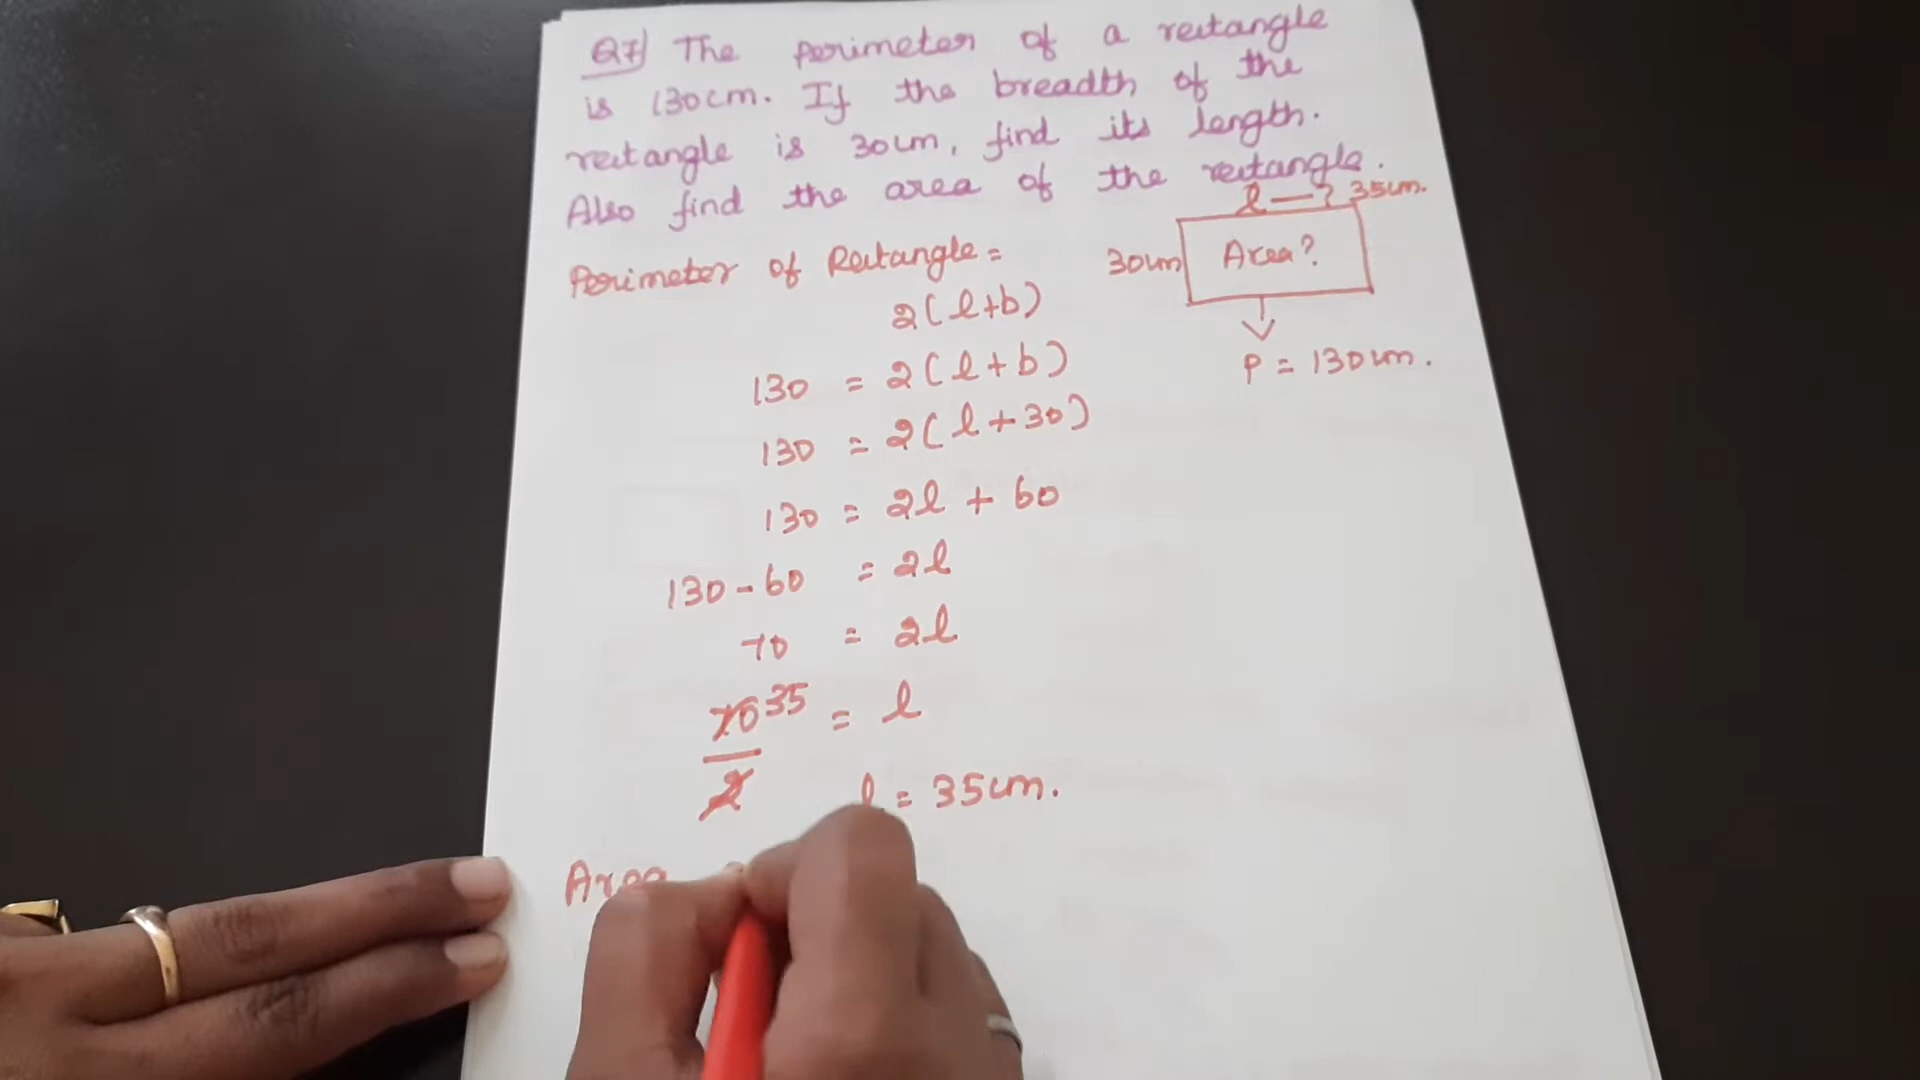 Q7) The perimeter of a rectangle
is 130cm. If the breadth of the
rectangle is 30cm, find its length.
Also find the area of the rectangle.
l — ? 35cm.
Perimeter of Rectangle =
30cm
Area?
2(l+b)
130 = 2(l+b)
P = 130cm.
130 = 2(l+30)
130 = 2l + 60
130-60 = 2l
70 = 2l
70 35 = l
2
l = 35cm.
Area